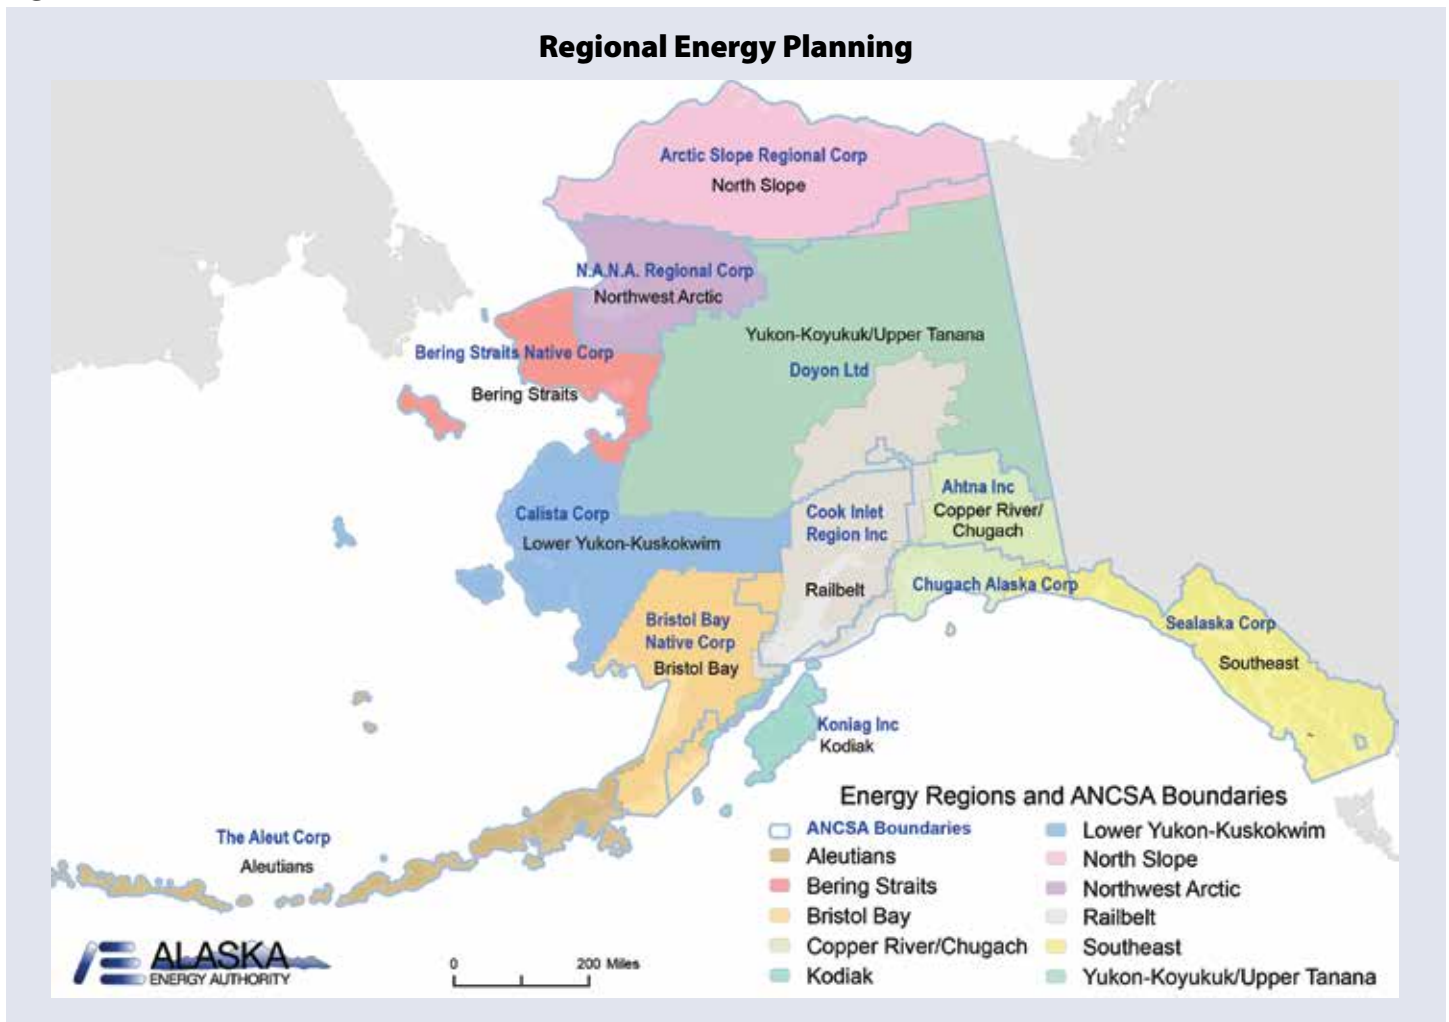 Regional Energy Planning
Arctic Slope Regional Corp
North Slope
N.A.N.A. Regional Corp
Northwest Arctic
Yukon-Koyukuk/Upper Tanana
Doyon Ltd
Bering Straits Native Corp
Bering Straits
Ahtna Inc
Copper River/
Chugach
Calista Corp
Lower Yukon-Kuskokwim
Cook Inlet
Region Inc
Railbelt
Chugach Alaska Corp
Bristol Bay
Native Corp
Bristol Bay
Sealaska Corp
Southeast
Koniag Inc
Kodiak
The Aleut Corp
Aleutians
Energy Regions and ANCSA Boundaries
ANCSA Boundaries
Aleutians
Bering Straits
Bristol Bay
Copper River/Chugach
Kodiak
Lower Yukon-Kuskokwim
North Slope
Northwest Arctic
Railbelt
Southeast
Yukon-Koyukuk/Upper Tanana
ALASKA
ENERGY AUTHORITY
0 200 Miles